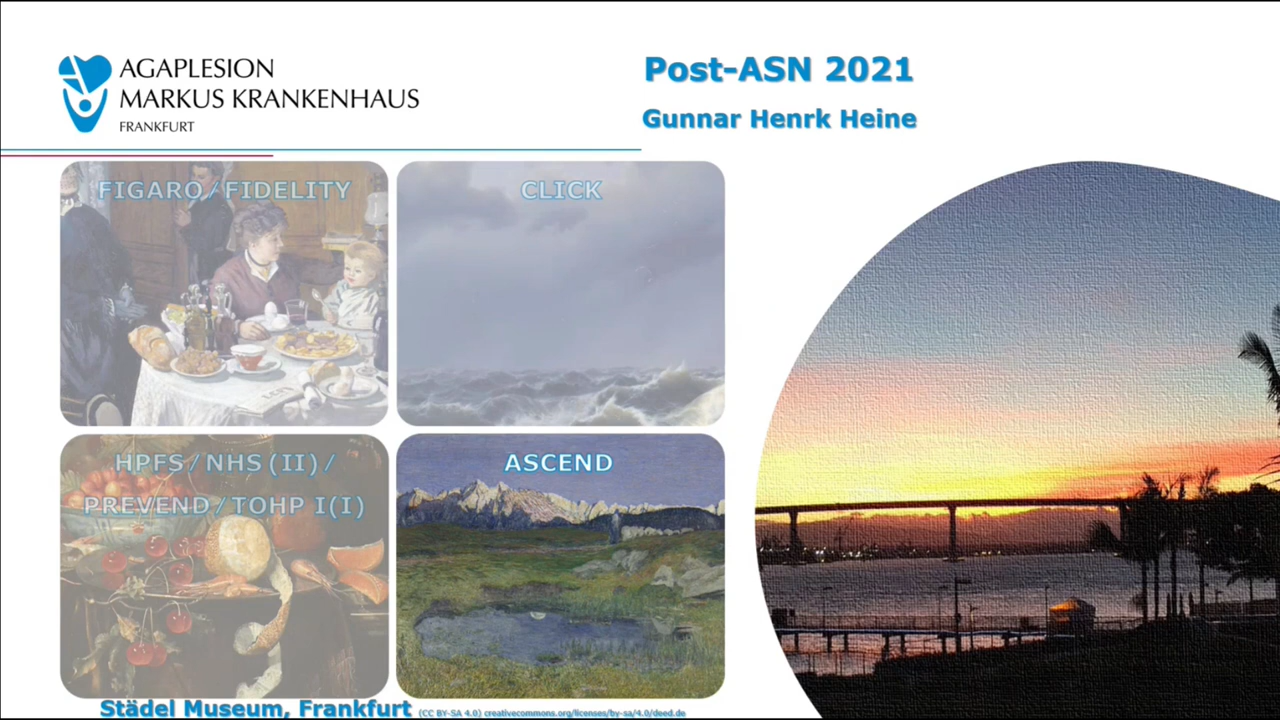 AGAPLESION
MARKUS KRANKENHAUS
FRANKFURT
Post-ASN 2021
Gunnar Henrk Heine
FIGARO/FIDELITY
CLICK
HPFS/NHS(II)/
PREVEND/TOHP I(I)
ASCEND
Städel Museum, Frankfurt (CC BY-SA 4.0) creativecommons.org/licenses/by-sa/4.0/deed.de